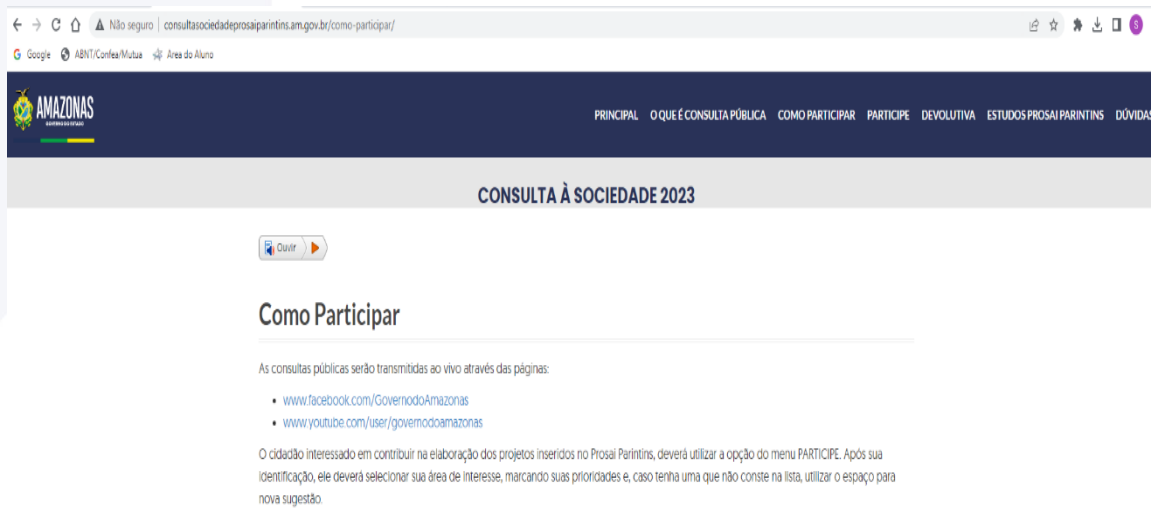 Não seguro | consultasociedadeprosaiparintins.am.gov.br/como-participar/
Google ABNT/Confea/Mutua Area do Aluno
AMAZONAS
GOVERNO DO ESTADO
PRINCIPAL O QUE É CONSULTA PÚBLICA COMO PARTICIPAR PARTICIPE DEVOLUTIVA ESTUDOS PROSAI PARINTINS DÚVIDAS
CONSULTA À SOCIEDADE 2023
Ouvir
Como Participar
As consultas públicas serão transmitidas ao vivo através das páginas:
• www.facebook.com/GovernodoAmazonas
• www.youtube.com/user/governodoamazonas
O cidadão interessado em contribuir na elaboração dos projetos inseridos no Prosai Parintins, deverá utilizar a opção do menu PARTICIPE. Após sua
identificação, ele deverá selecionar sua área de interesse, marcando suas prioridades e, caso tenha uma que não conste na lista, utilizar o espaço para
nova sugestão.